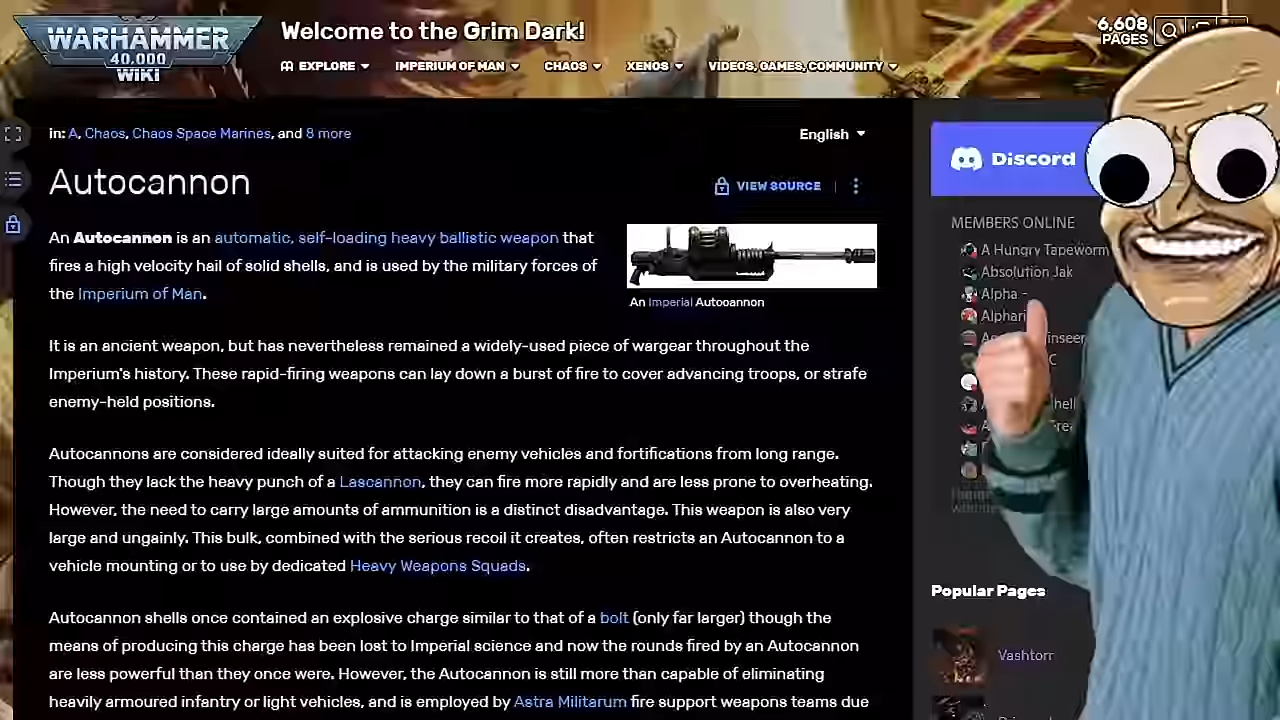 WARHAMMER
40.000
WIKI
Welcome to the Grim Dark!
6,608
PAGES
EXPLORE
IMPERIUM OF MAN
CHAOS
XENOS
VIDEOS, GAMES, COMMUNITY
in: A, Chaos, Chaos Space Marines, and 8 more
English
Autocannon
VIEW SOURCE
An Autocannon is an automatic, self-loading heavy ballistic weapon that
fires a high velocity hail of solid shells, and is used by the military forces of
the Imperium of Man.
An Imperial Autocannon
It is an ancient weapon, but has nevertheless remained a widely-used piece of wargear throughout the
Imperium's history. These rapid-firing weapons can lay down a burst of fire to cover advancing troops, or strafe
enemy-held positions.
Autocannons are considered ideally suited for attacking enemy vehicles and fortifications from long range.
Though they lack the heavy punch of a Lascannon, they can fire more rapidly and are less prone to overheating.
However, the need to carry large amounts of ammunition is a distinct disadvantage. This weapon is also very
large and ungainly. This bulk, combined with the serious recoil it creates, often restricts an Autocannon to a
vehicle mounting or to use by dedicated Heavy Weapons Squads.
Autocannon shells once contained an explosive charge similar to that of a bolt (only far larger) though the
means of producing this charge has been lost to Imperial science and now the rounds fired by an Autocannon
are less powerful than they once were. However, the Autocannon is still more than capable of eliminating
heavily armoured infantry or light vehicles, and is employed by Astra Militarum fire support weapons teams due
Discord
MEMBERS ONLINE
A Hungry Tapeworm
Absolution Jak
Alpha -
Alphari
Popular Pages
Vashtorr